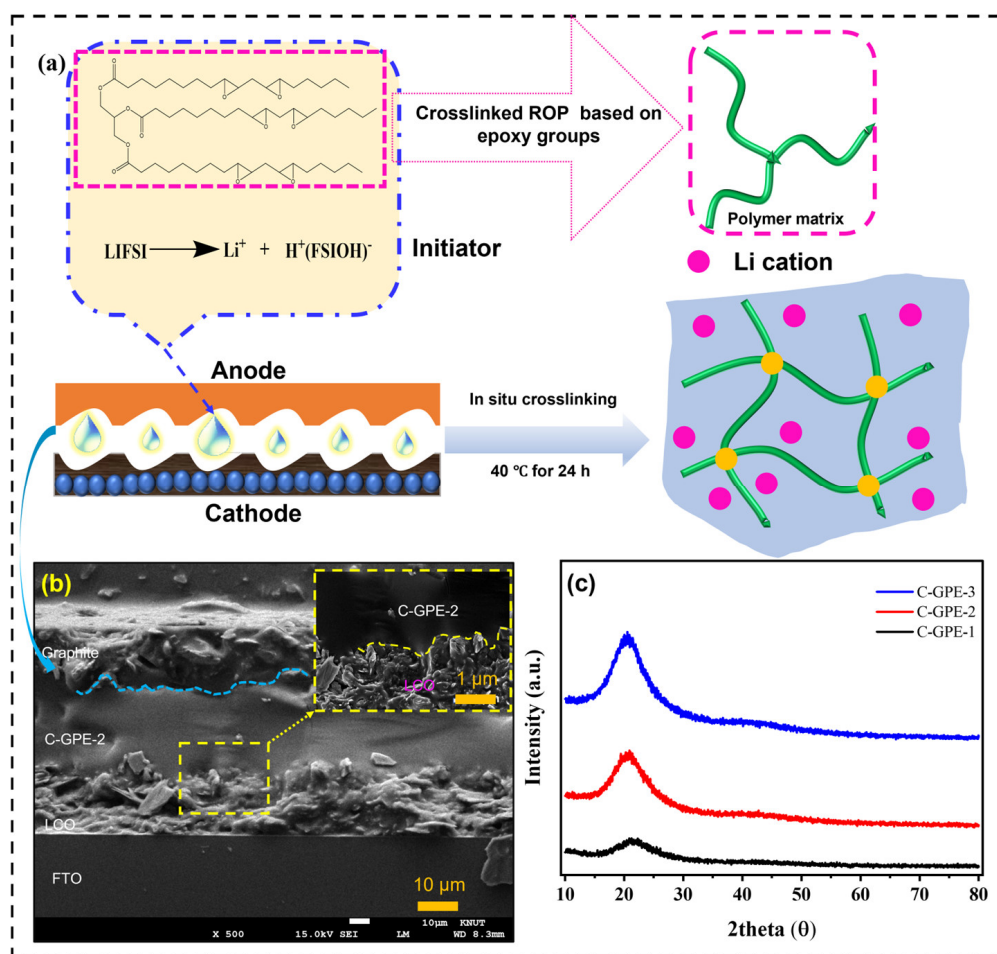 (a)
O
O
O
O
O
O
O
O
O
O
O
O
Crosslinked ROP based on
epoxy groups
Polymer matrix
LIFSI Li+ + H+(FSIOH)-
Initiator
Li cation
Anode
In situ crosslinking
40 ℃ for 24 h
Cathode
(b)
C-GPE-2
Graphite
LCO
1 μm
C-GPE-2
LCO
FTO
10 μm
10μm KNUT
X 500 15.0kV SEI LM WD 8.3mm
(c)
C-GPE-3
C-GPE-2
C-GPE-1
Intensity (a.u.)
10 20 30 40 50 60 70 80
2theta (θ)